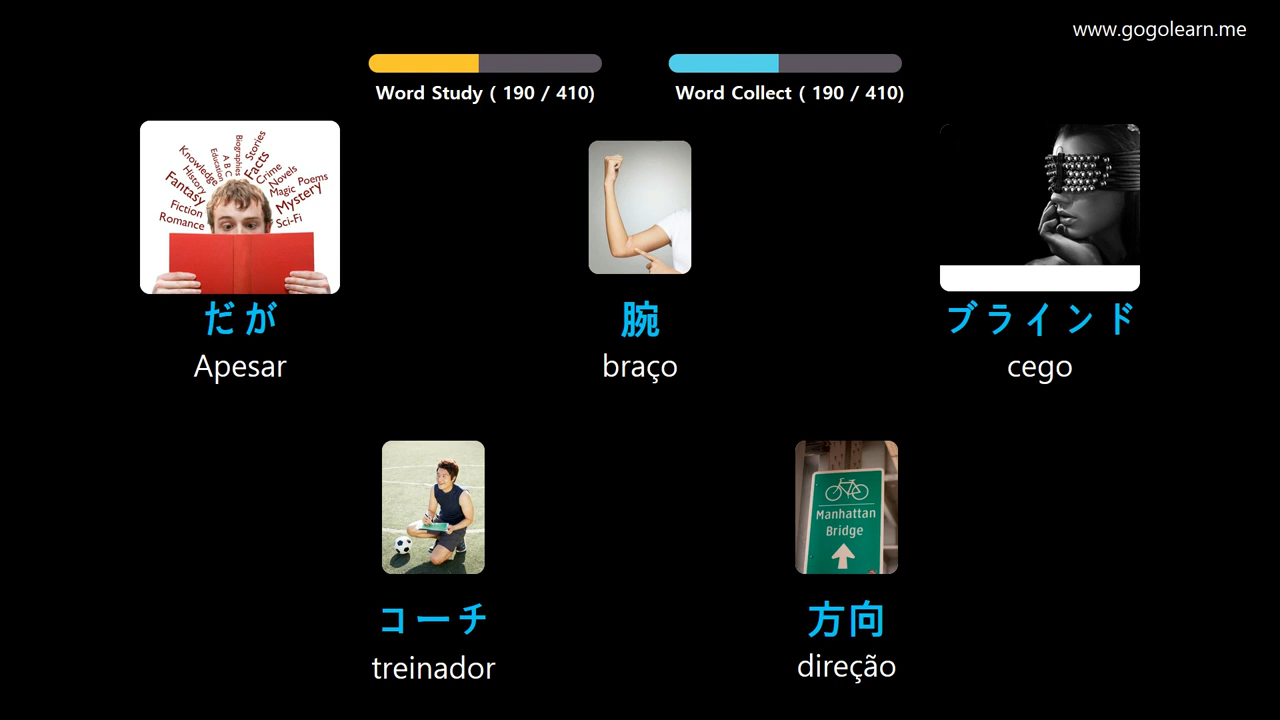 www.gogolearn.me
Word Study ( 190 / 410)
Word Collect ( 190 / 410)
Stories
Biographies
Facts
A B C
Education
Crime
Knowledge
Novels
History
Magic
Poems
Fantasy
Mystery
Fiction
Romance
Sci-Fi
だが
Apesar
腕
braço
ブラインド
cego
Manhattan
Bridge
コーチ
treinador
方向
direção